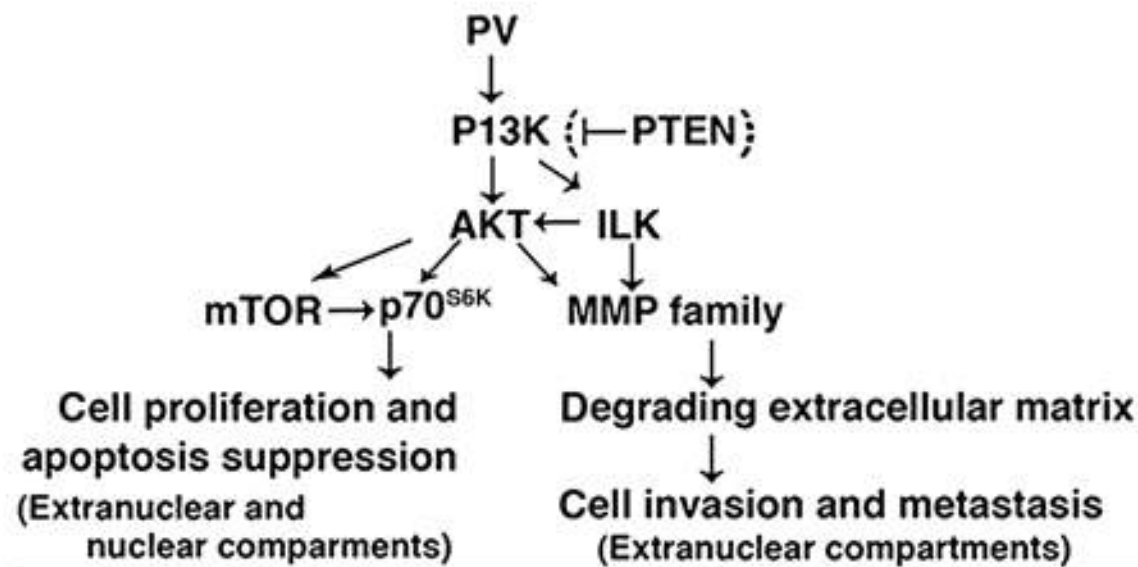 PV
P13K PTEN
AKT ILK
mTOR p70S6K MMP family
Cell proliferation and
apoptosis suppression
(Extranuclear and
nuclear comparments)
Degrading extracellular matrix
Cell invasion and metastasis
(Extranuclear compartments)